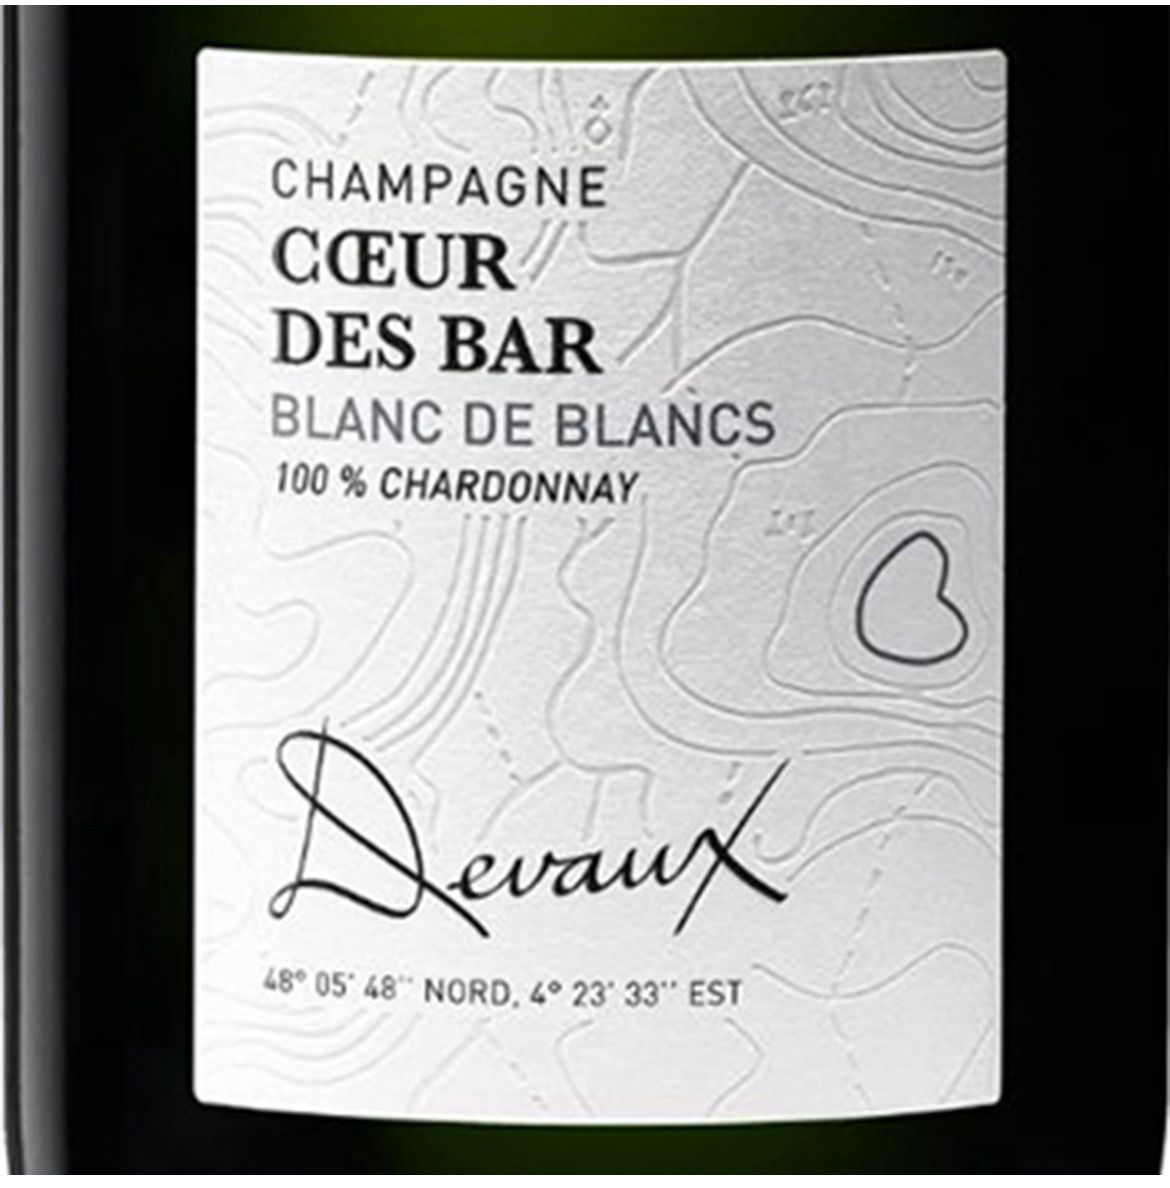 CHAMPAGNE
CŒUR
DES BAR
BLANC DE BLANCS
100 % CHARDONNAY
Devaux
48° 05' 48'' NORD, 4° 23' 33'' EST